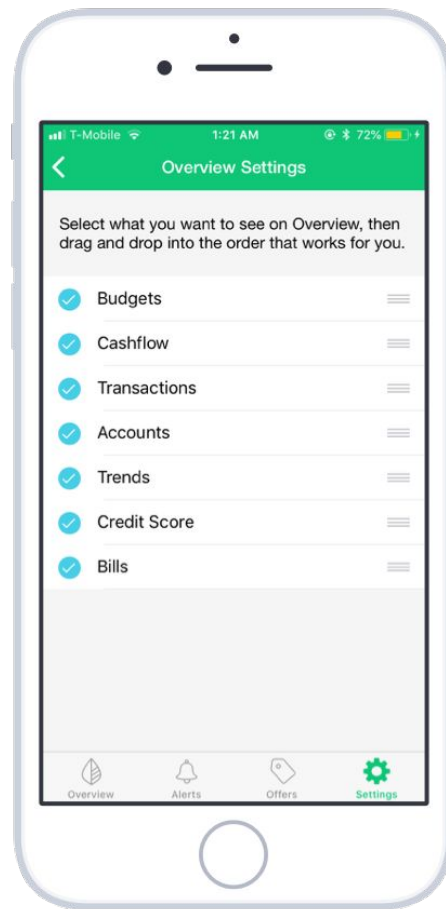 T-Mobile 1:21 AM 72%
Overview Settings
Select what you want to see on Overview, then
drag and drop into the order that works for you.
Budgets
Cashflow
Transactions
Accounts
Trends
Credit Score
Bills
Overview Alerts Offers Settings